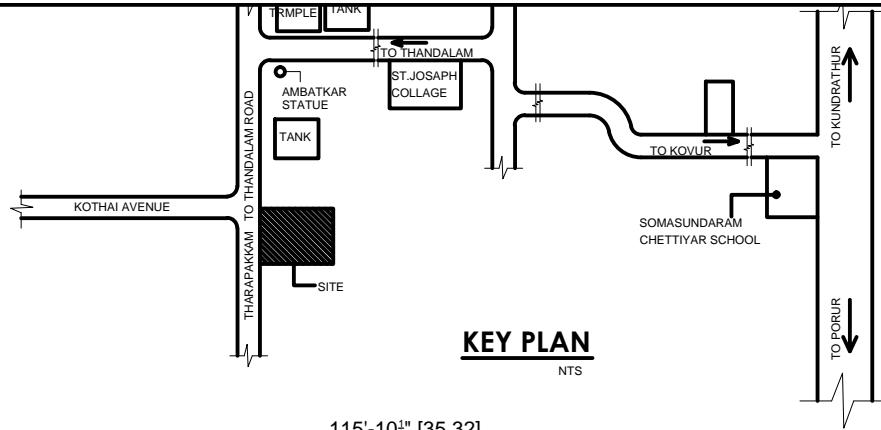 TRMPLE
TANK
TO THANDALAM
ST.JOSAPH
COLLAGE
AMBATKAR
STATUE
TANK
THARAPAKKAM TO THANDALAM ROAD
KOTHAI AVENUE
SITE
TO KOVUR
TO KUNDRATHUR
SOMASUNDARAM
CHETTIYAR SCHOOL
TO PORUR
KEY PLAN
NTS